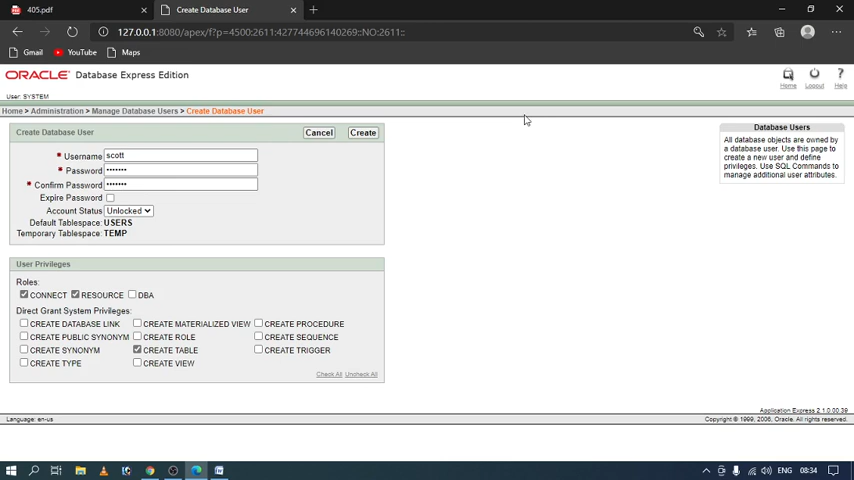 405.pdf
Create Database User
127.0.0.1:8080/apex/f?p=4500:2611:427744696140269::NO:2611::
Gmail YouTube Maps
ORACLE Database Express Edition
Home Logout Help
User: SYSTEM
Home > Administration > Manage Database Users > Create Database User
Create Database User Cancel Create
* Username scott
* Password •••••••
* Confirm Password •••••••
Expire Password
Account Status Unlocked
Default Tablespace: USERS
Temporary Tablespace: TEMP
Database Users
All database objects are owned by
a database user. Use this page to
create a new user and define
privileges. Use SQL Commands to
manage additional user attributes.
User Privileges
Roles:
CONNECT RESOURCE DBA
Direct Grant System Privileges:
CREATE DATABASE LINK CREATE MATERIALIZED VIEW CREATE PROCEDURE
CREATE PUBLIC SYNONYM CREATE ROLE CREATE SEQUENCE
CREATE SYNONYM CREATE TABLE CREATE TRIGGER
CREATE TYPE CREATE VIEW
Check All Uncheck All
Application Express 2.1.0.00.39
Language: en-us Copyright © 1999, 2006, Oracle. All rights reserved.
ENG 08:34